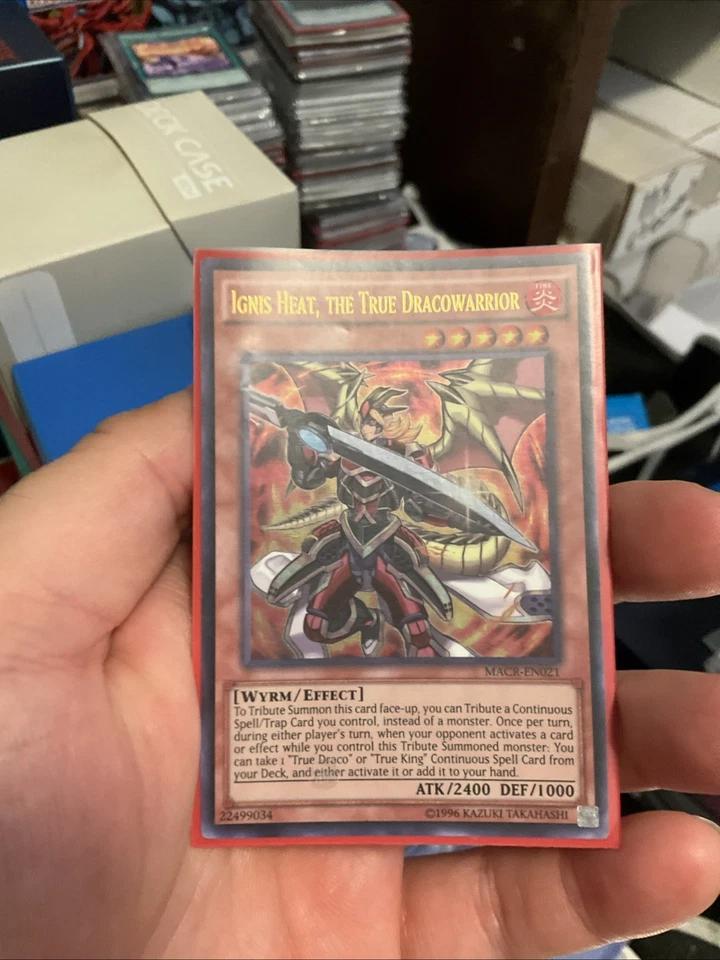 DECK CASE
IGNIS HEAT, THE TRUE DRACOWARRIOR
FIRE
炎
MACR-EN021
[WYRM/EFFECT]
To Tribute Summon this card face-up, you can Tribute a Continuous
Spell/Trap Card you control, instead of a monster. Once per turn,
during either player's turn, when your opponent activates a card
or effect while you control this Tribute Summoned monster: You
can take 1 "True Draco" or "True King" Continuous Spell Card from
your Deck, and either activate it or add it to your hand.
ATK/2400 DEF/1000
22499034
©1996 KAZUKI TAKAHASHI